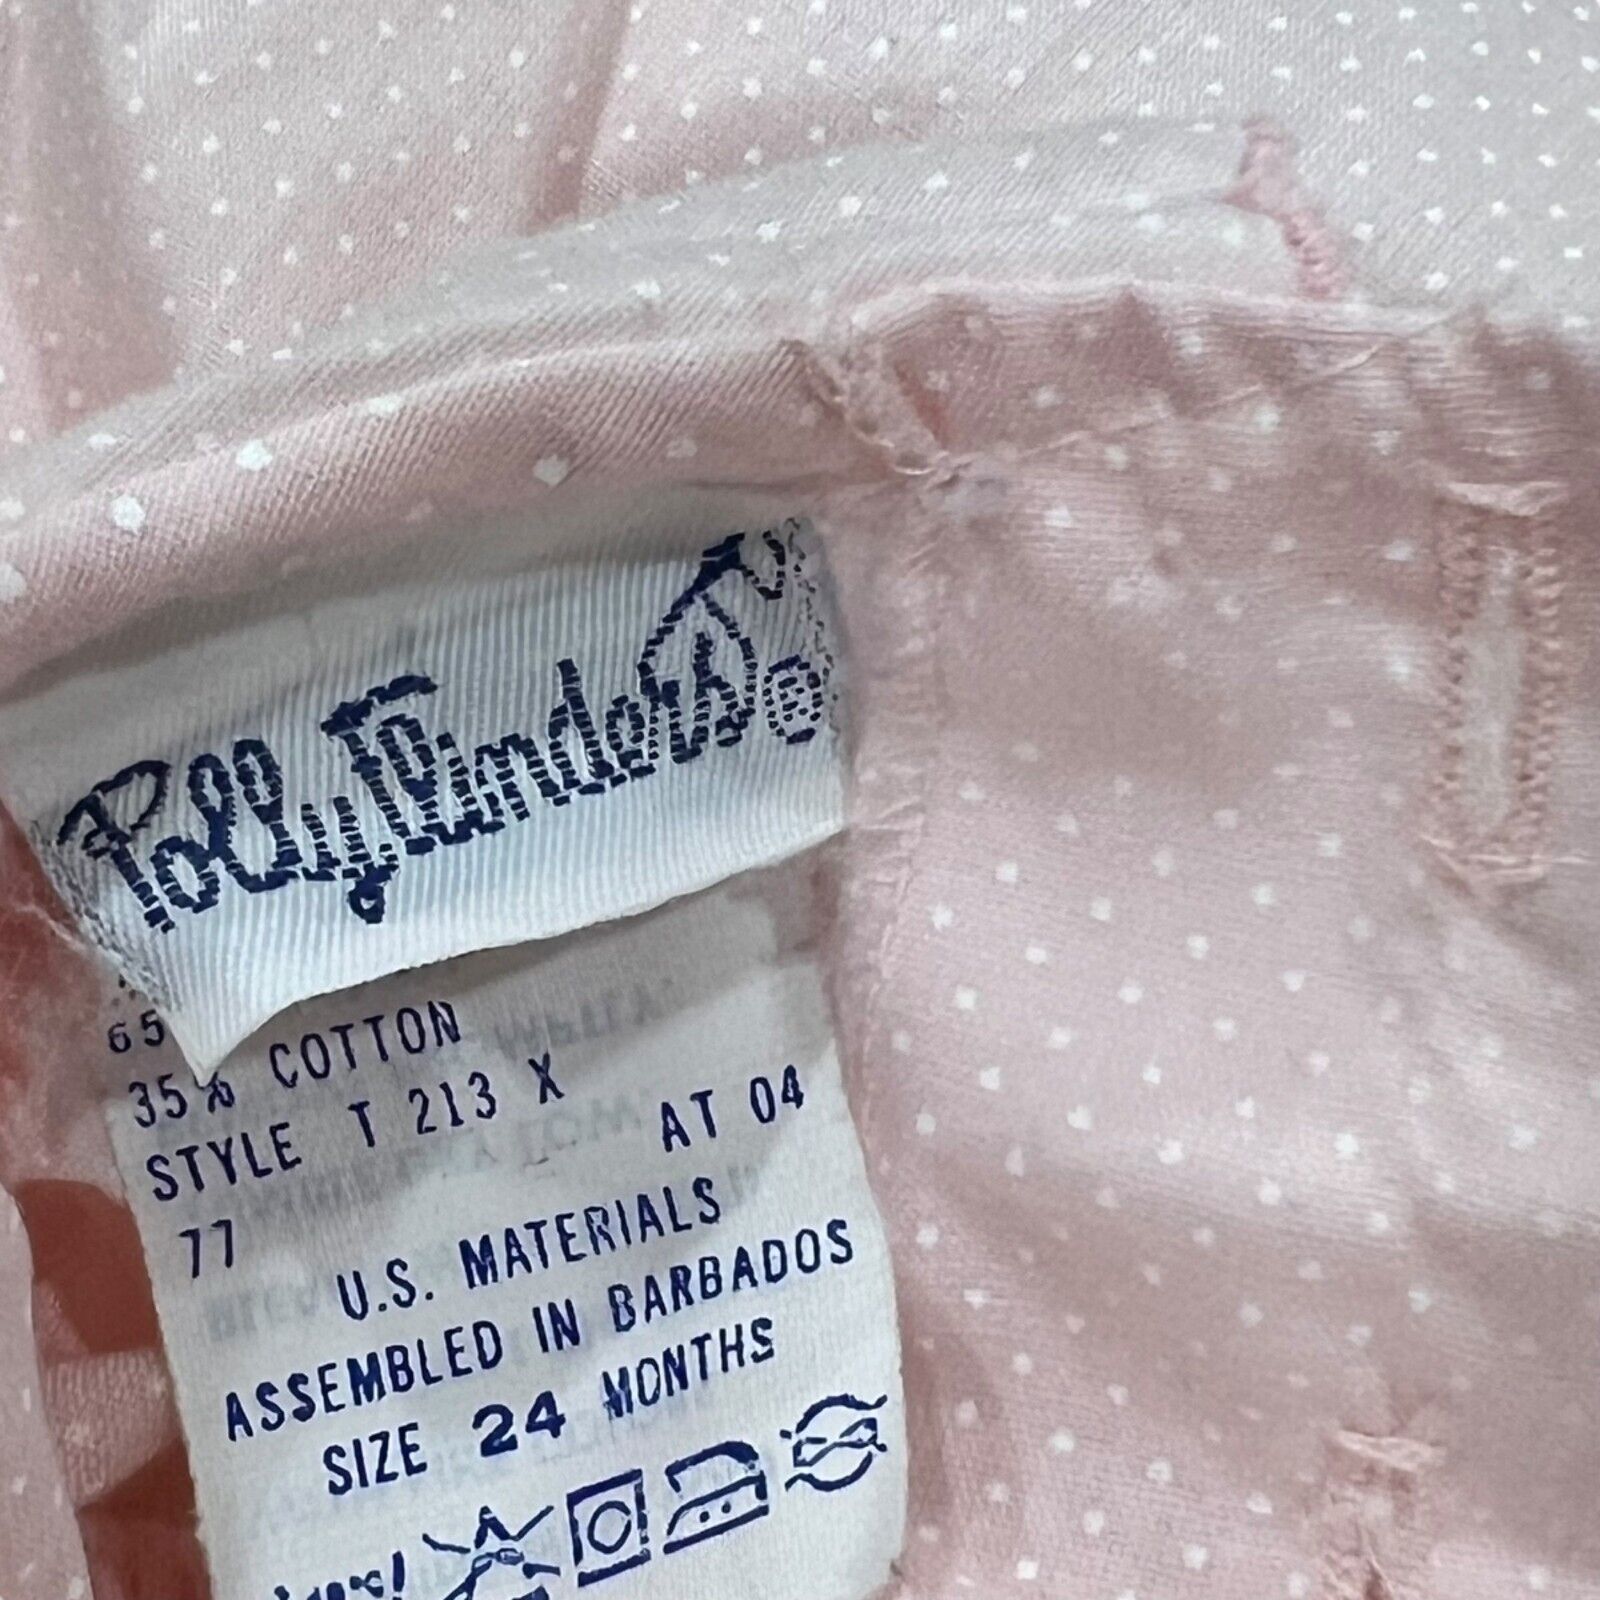 Polly Flinders®
65
35% COTTON
STYLE T 213 X
AT 04
77
U.S. MATERIALS
ASSEMBLED IN BARBADOS
SIZE 24 MONTHS